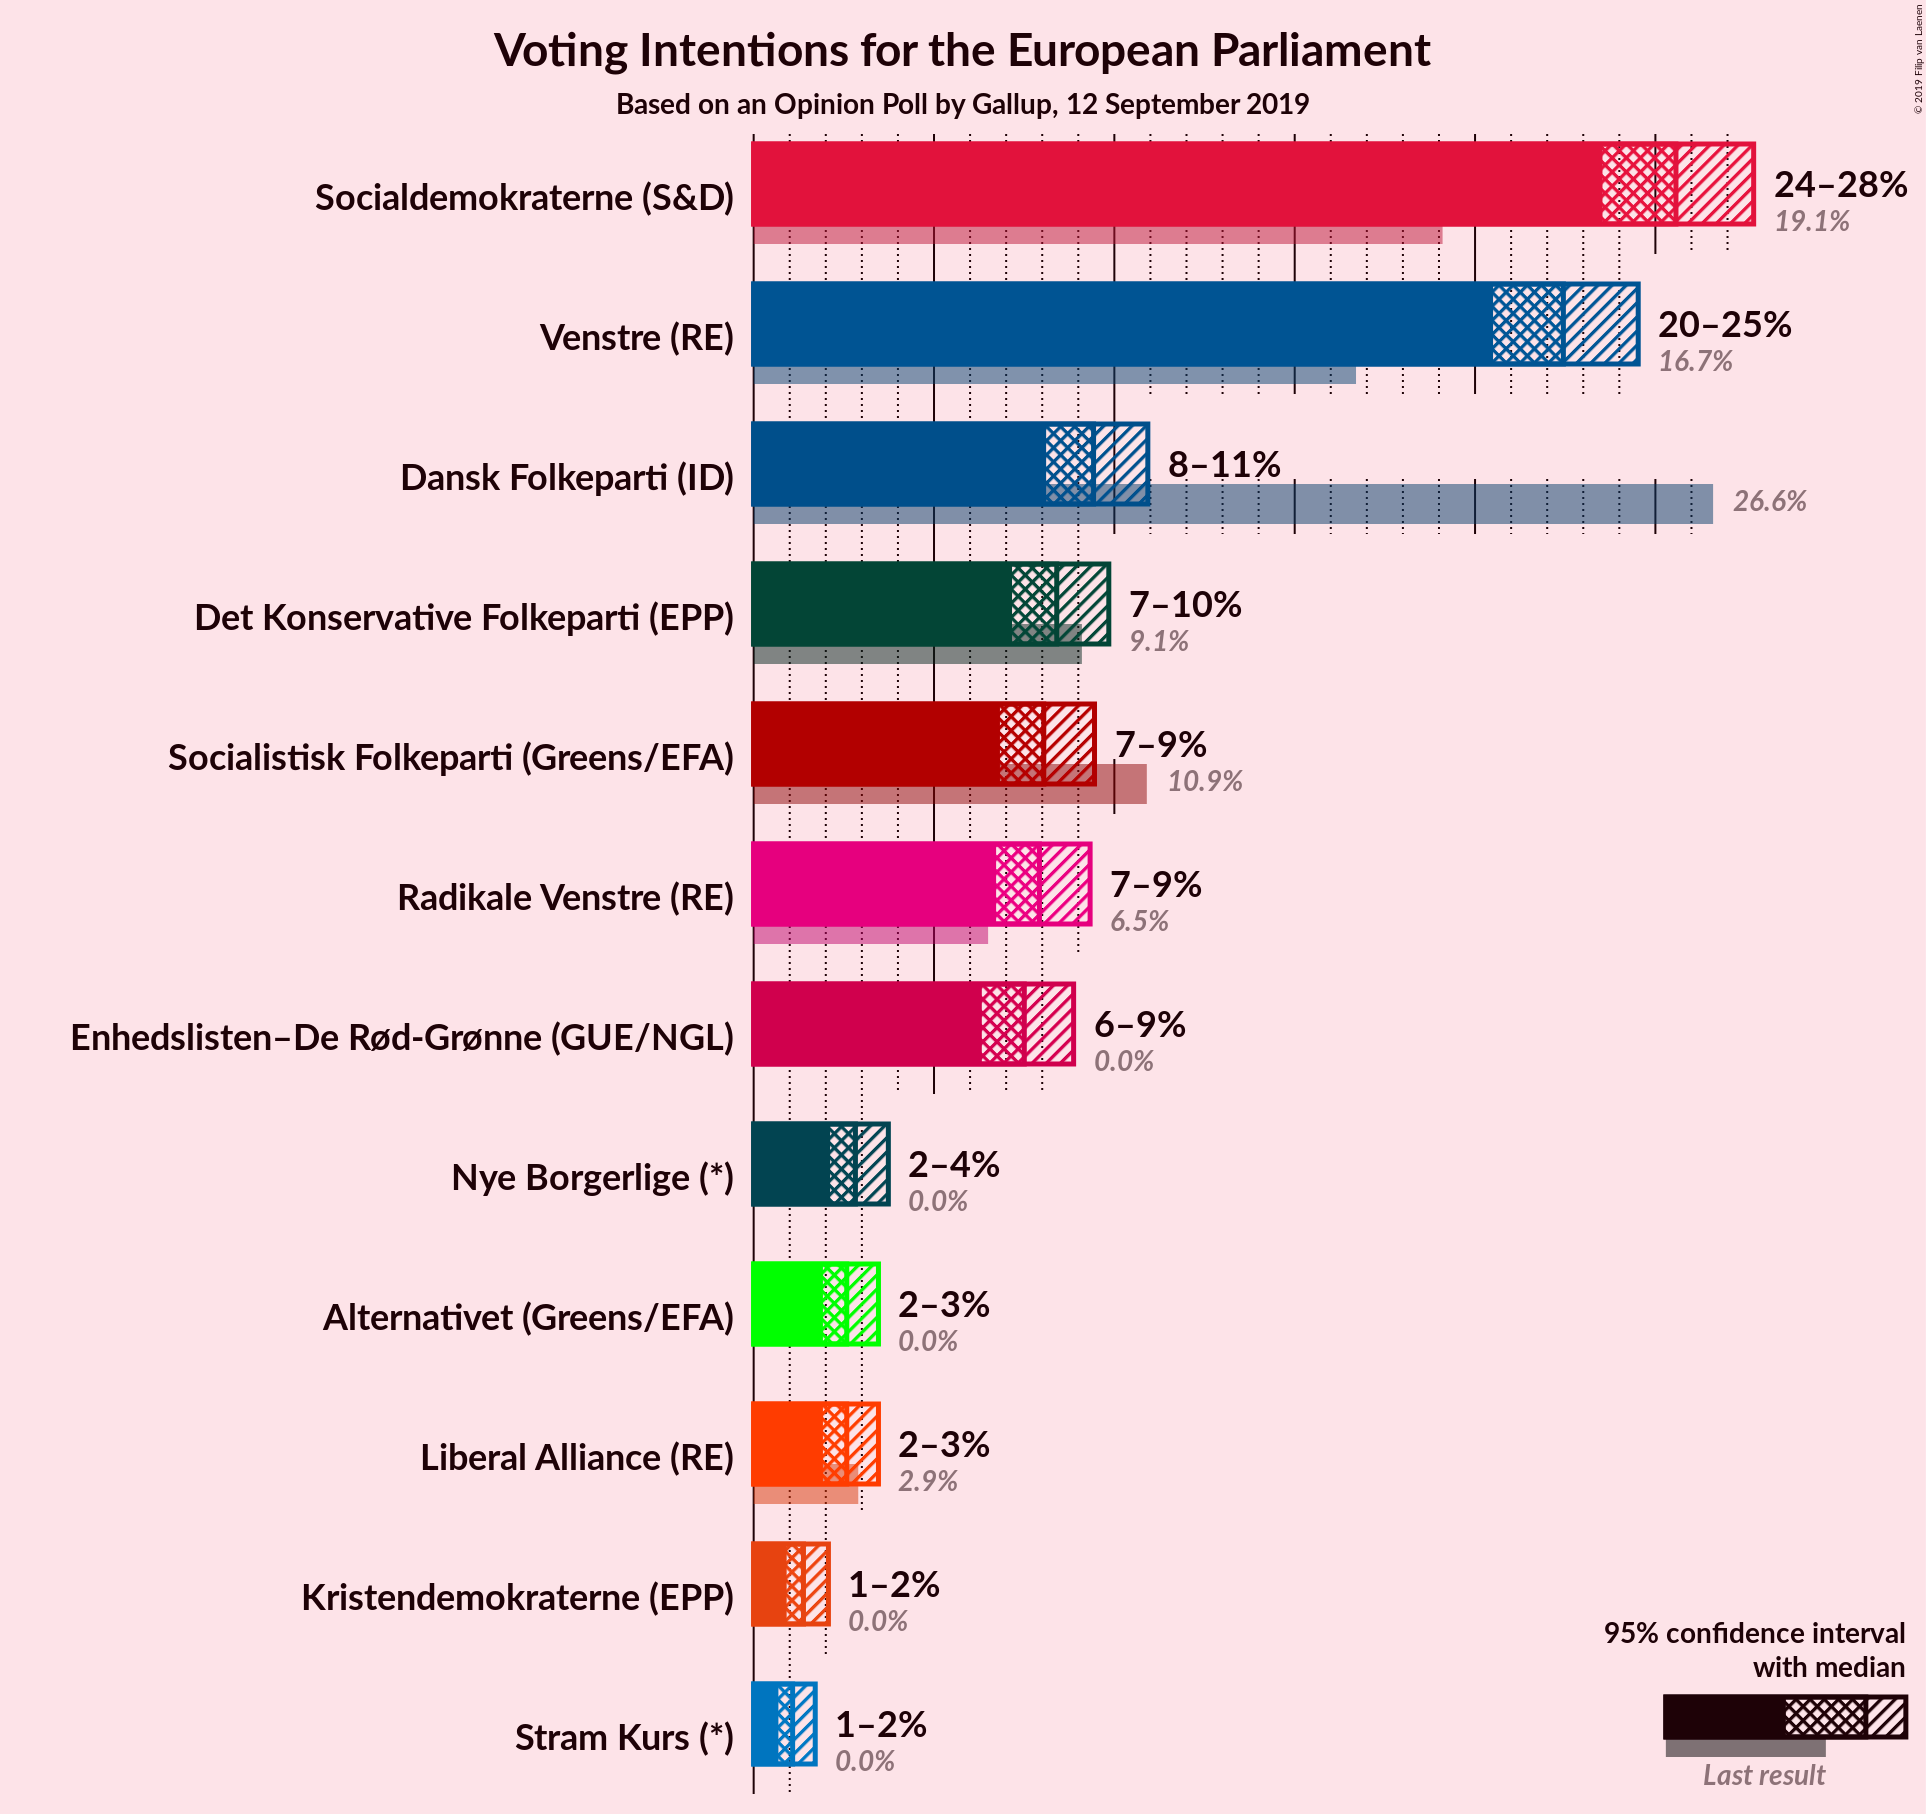 Voting Intentions for the European Parliament
Based on an Opinion Poll by Gallup, 12 September 2019
© 2019 Filip van Laenen
Socialdemokraterne (S&D)
24–28%
19.1%
Venstre (RE)
20–25%
16.7%
Dansk Folkeparti (ID)
8–11%
26.6%
Det Konservative Folkeparti (EPP)
7–10%
9.1%
Socialistisk Folkeparti (Greens/EFA)
7–9%
10.9%
Radikale Venstre (RE)
7–9%
6.5%
Enhedslisten–De Rød-Grønne (GUE/NGL)
6–9%
0.0%
Nye Borgerlige (*)
2–4%
0.0%
Alternativet (Greens/EFA)
2–3%
0.0%
Liberal Alliance (RE)
2–3%
2.9%
Kristendemokraterne (EPP)
1–2%
0.0%
Stram Kurs (*)
1–2%
0.0%
95% confidence interval
with median
Last result